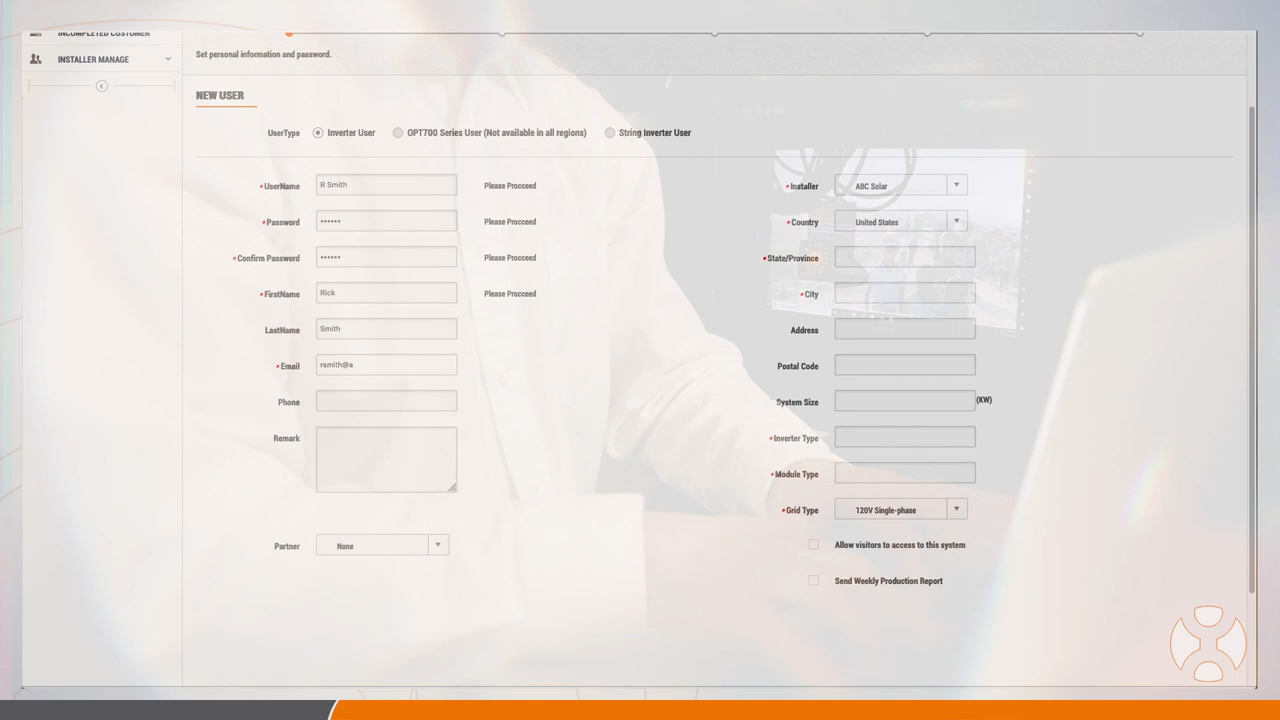 INCOMPLETED CUSTOMER
INSTALLER MANAGE
Set personal information and password.
NEW USER
UserType Inverter User OPT700 Series User (Not available in all regions) String Inverter User
•UserName R Smith Please Proceed
•Password •••••• Please Proceed
•Confirm Password •••••• Please Proceed
•FirstName Rick Please Proceed
LastName Smith
•Email rsmith@a
Phone
Remark
Partner None
•Installer ABC Solar
•Country United States
•State/Province
•City
Address
Postal Code
System Size (KW)
•Inverter Type
•Module Type
•Grid Type 120V Single-phase
Allow visitors to access to this system
Send Weekly Production Report